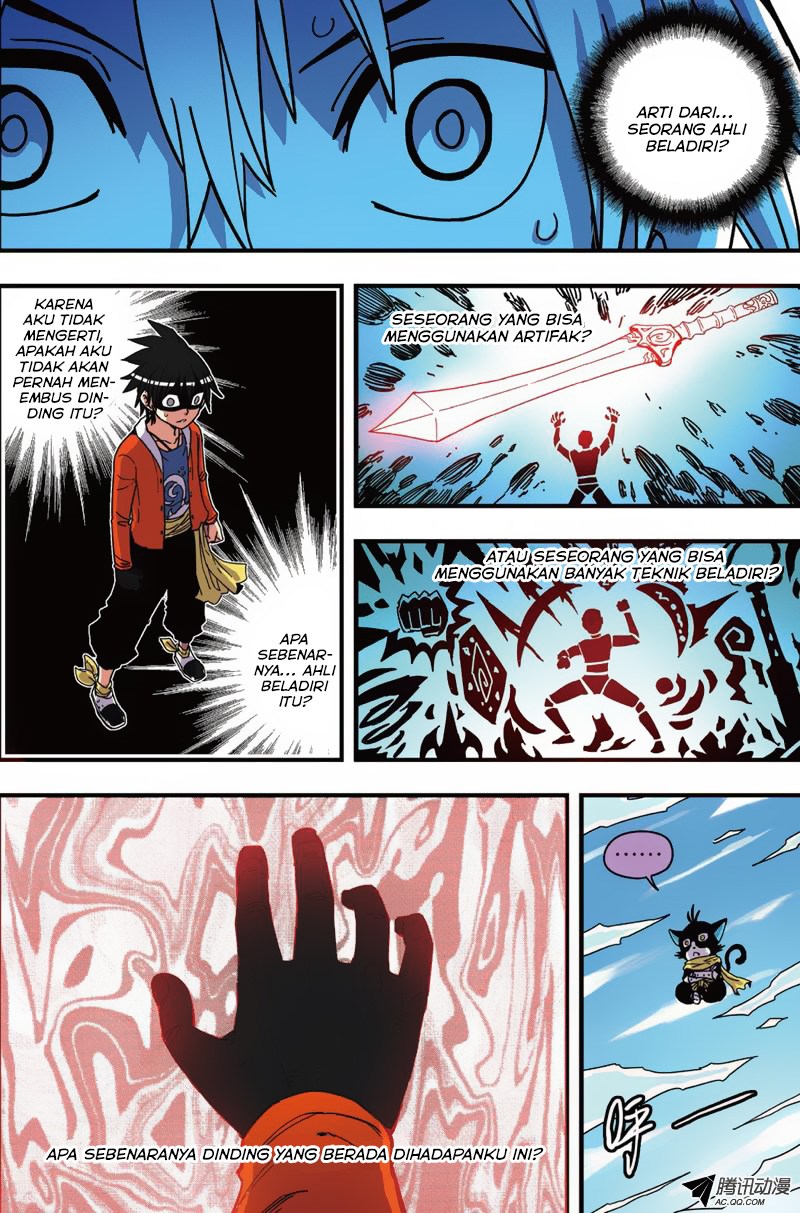 ARTI DARI...
SEORANG AHLI
BELADIRI?
KARENA
AKU TIDAK
MENGERTI,
APAKAH AKU
TIDAK AKAN
PERNAH MEN-
EMBUS DIN-
DING ITU?
APA
SEBENAR-
NYA... AHLI
BELADIRI
ITU?
SESEORANG YANG BISA
MENGGUNAKAN ARTIFAK?
ATAU SESEORANG YANG BISA
MENGGUNAKAN BANYAK TEKNIK BELADIRI?
APA SEBENARANYA DINDING YANG BERADA DIHADAPANKU INI?
......
呼—
腾讯动漫
AC.QQ.COM